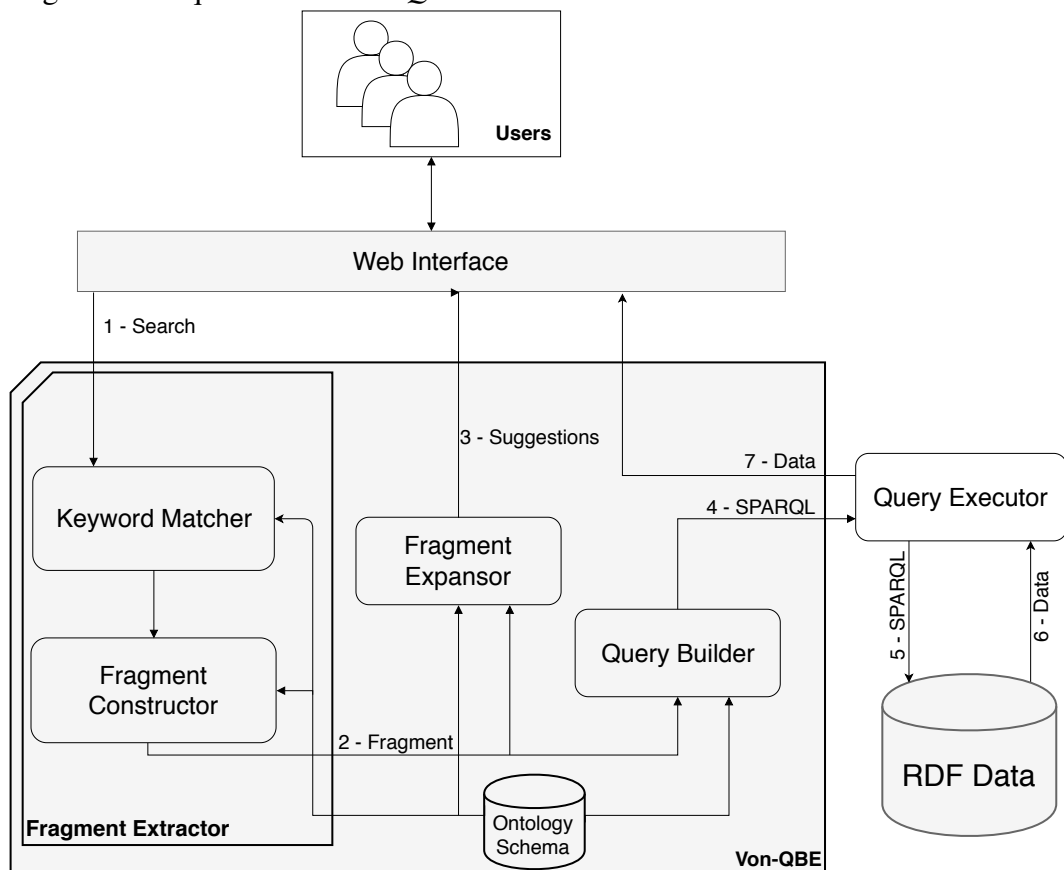 Users
Web Interface
1 - Search
3 - Suggestions
7 - Data
Query Executor
4 - SPARQL
Keyword Matcher
Fragment
Expansor
5 - SPARQL
6 - Data
Fragment
Constructor
Query Builder
2 - Fragment
RDF Data
Ontology
Schema
Fragment Extractor
Von-QBE